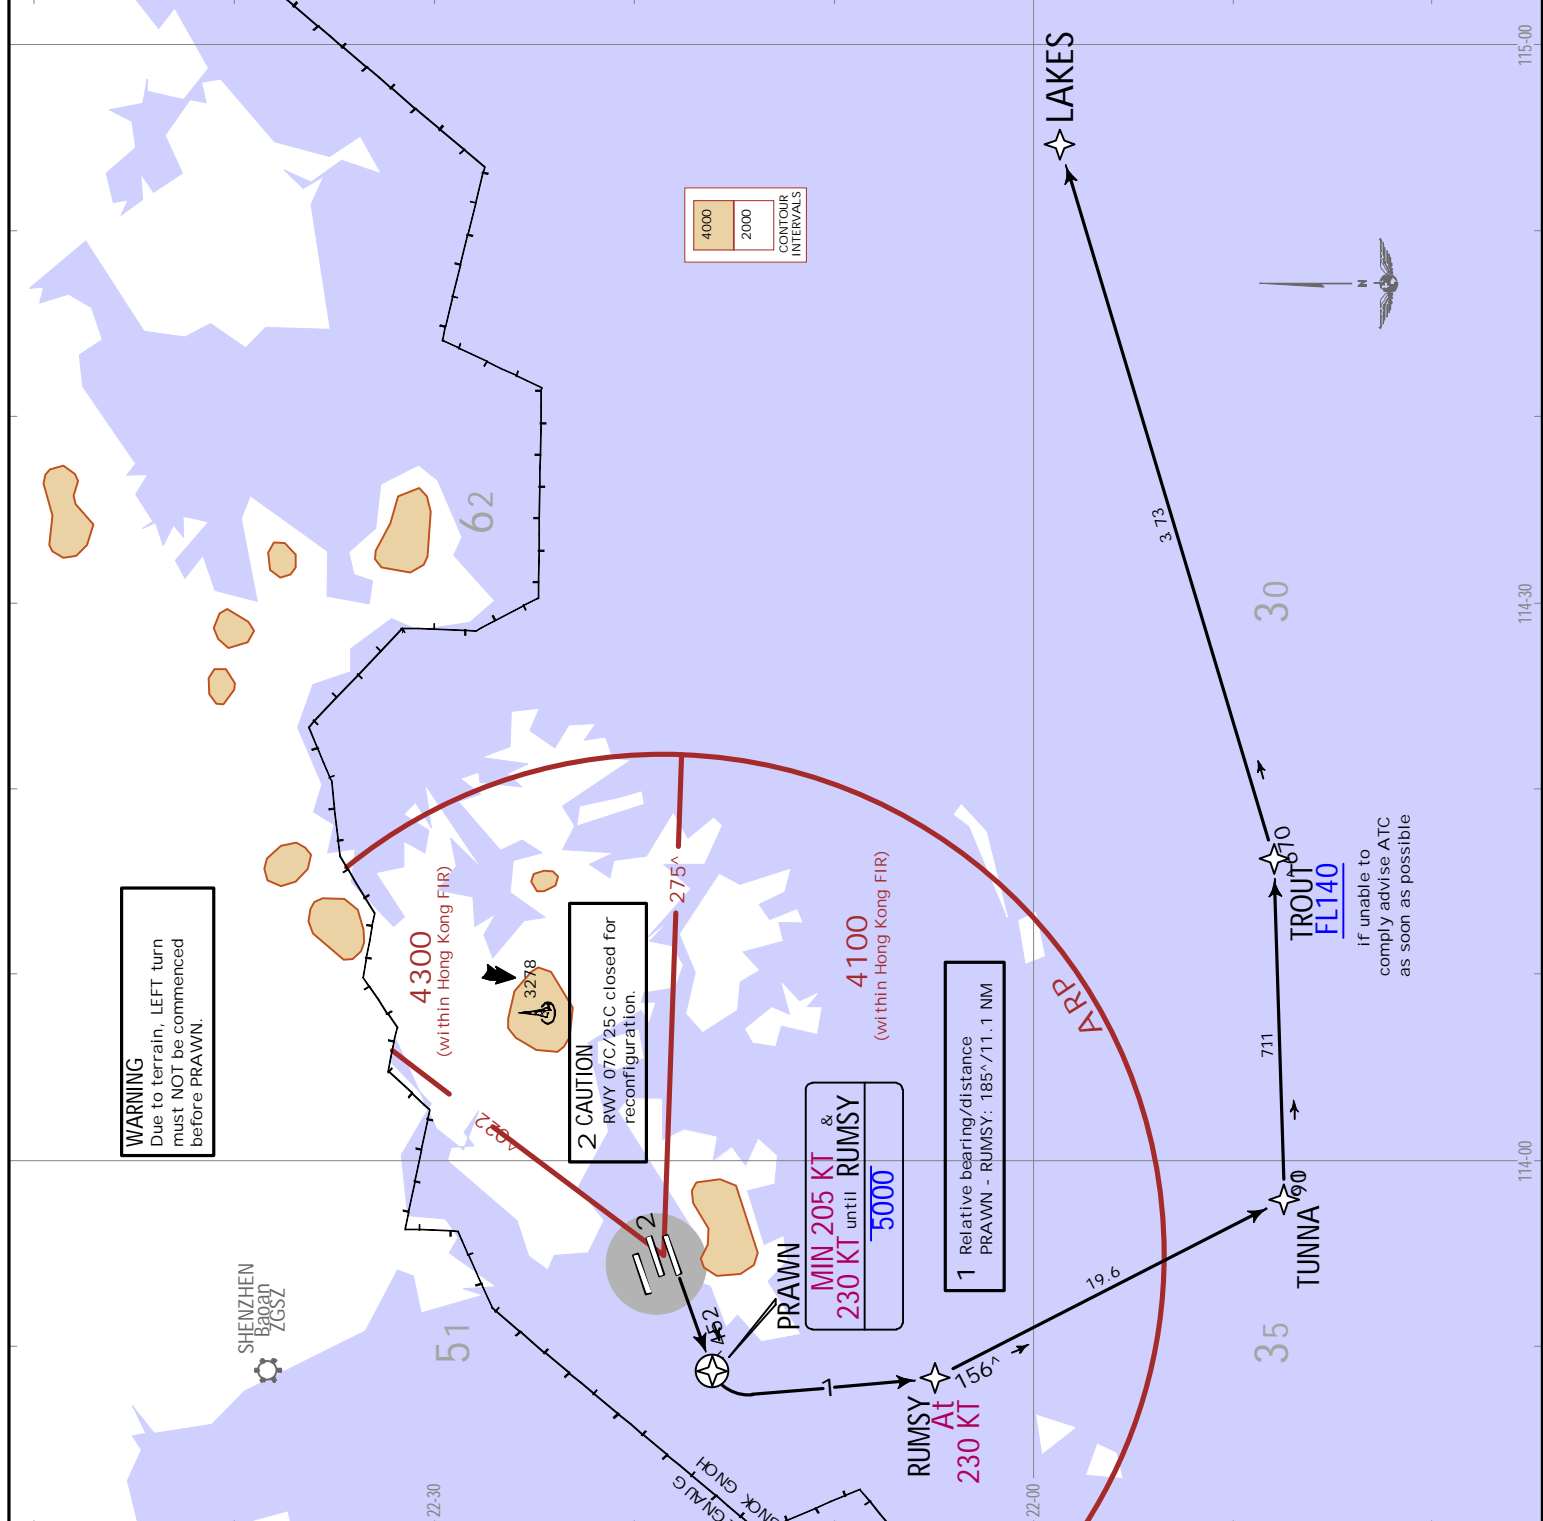 115-00
LAKES
4000
2000
CONTOUR
INTERVALS
N
3 73
62
30
114-30
670
TROUT
FL140
if unable to
comply advise ATC
as soon as possible
275^
4300
(within Hong Kong FIR)
4100
(within Hong Kong FIR)
ARP
3278
WARNING
Due to terrain, LEFT turn
must NOT be commenced
before PRAWN.
2 CAUTION
RWY 07C/25C closed for
reconfiguration.
1 Relative bearing/distance
PRAWN - RUMSY: 185^/11.1 NM
MIN 205 KT &
230 KT until RUMSY
5000
711
114-00
2
PRAWN
TUNNA
19.6
SHENZHEN
Baoan
ZGSZ
51
35
1
156^
RUMSY
At
230 KT
GNAUG
GNOK GNOH
22-30
22-00